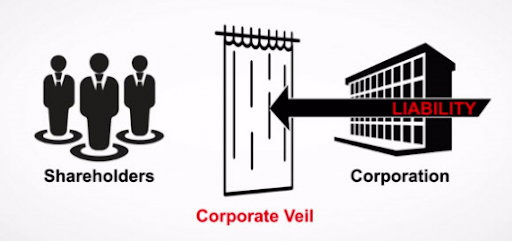 LIABILITY
Shareholders
Corporation
Corporate Veil